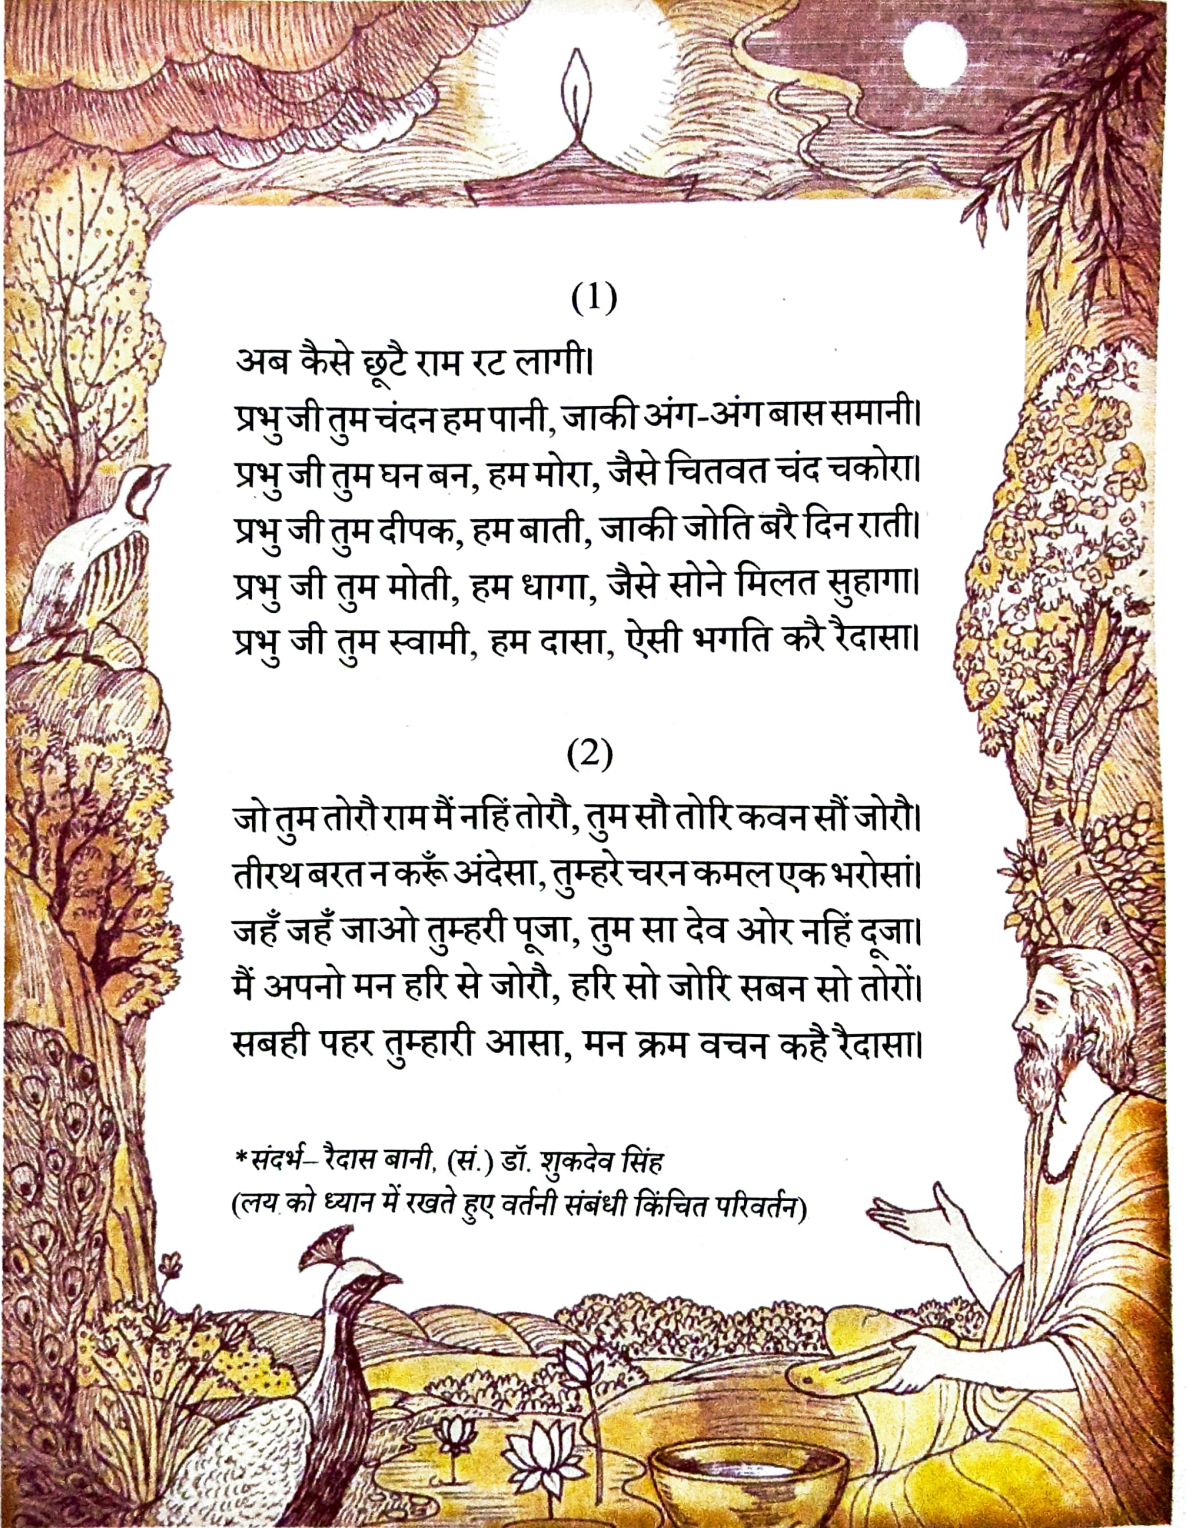 (1)
अब कैसे छूटै राम रट लागी।
प्रभु जी तुम चंदन हम पानी, जाकी अंग-अंग बास समानी।
प्रभु जी तुम घन बन, हम मोरा, जैसे चितवत चंद चकोरा।
प्रभु जी तुम दीपक, हम बाती, जाकी जोति बरै दिन राती।
प्रभु जी तुम मोती, हम धागा, जैसे सोने मिलत सुहागा।
प्रभु जी तुम स्वामी, हम दासा, ऐसी भगति करै रैदासा।
(2)
जो तुम तोरौ राम मैं नहिं तोरौ, तुम सौ तोरि कवन सौं जोरौ।
तीरथ बरत न करूँ अंदेसा, तुम्हरे चरन कमल एक भरोसां।
जहँ जहँ जाओ तुम्हरी पूजा, तुम सा देव ओर नहिं दूजा।
मैं अपनो मन हरि से जोरौ, हरि सो जोरि सबन सो तोरों।
सबही पहर तुम्हारी आसा, मन क्रम वचन कहै रैदासा।
*संदर्भ– रैदास बानी, (सं.) डॉ. शुकदेव सिंह
(लय को ध्यान में रखते हुए वर्तनी संबंधी किंचित परिवर्तन)